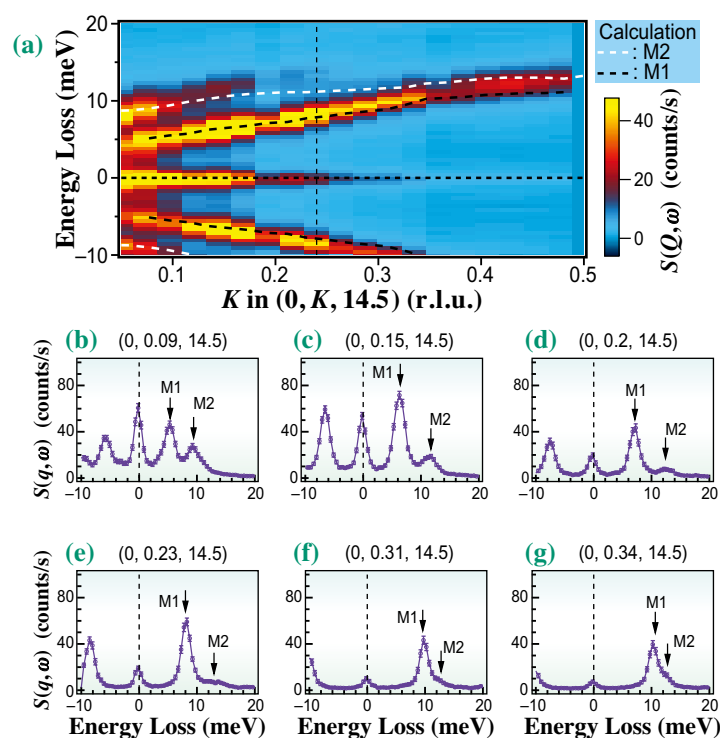 (a)
20
10
0
−10
Energy Loss (meV)
0.1 0.2 0.3 0.4 0.5
K in (0, K, 14.5) (r.l.u.)
Calculation
: M2
: M1
40
20
0
S(Q,ω) (counts/s)
(b) (0, 0.09, 14.5)
M1
M2
80
40
0
S(q,ω) (counts/s)
−10 0 10 20
(c) (0, 0.15, 14.5)
M1
M2
80
40
0
−10 0 10 20
(d) (0, 0.2, 14.5)
M1
M2
80
40
0
−10 0 10 20
(e) (0, 0.23, 14.5)
M1
M2
80
40
0
S(q,ω) (counts/s)
−10 0 10 20
Energy Loss (meV)
(f) (0, 0.31, 14.5)
M1
M2
80
40
0
−10 0 10 20
Energy Loss (meV)
(g) (0, 0.34, 14.5)
M1
M2
80
40
0
−10 0 10 20
Energy Loss (meV)